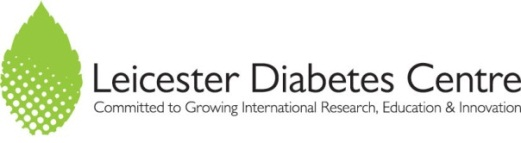 Leicester Diabetes Centre
Committed to Growing International Research, Education & Innovation